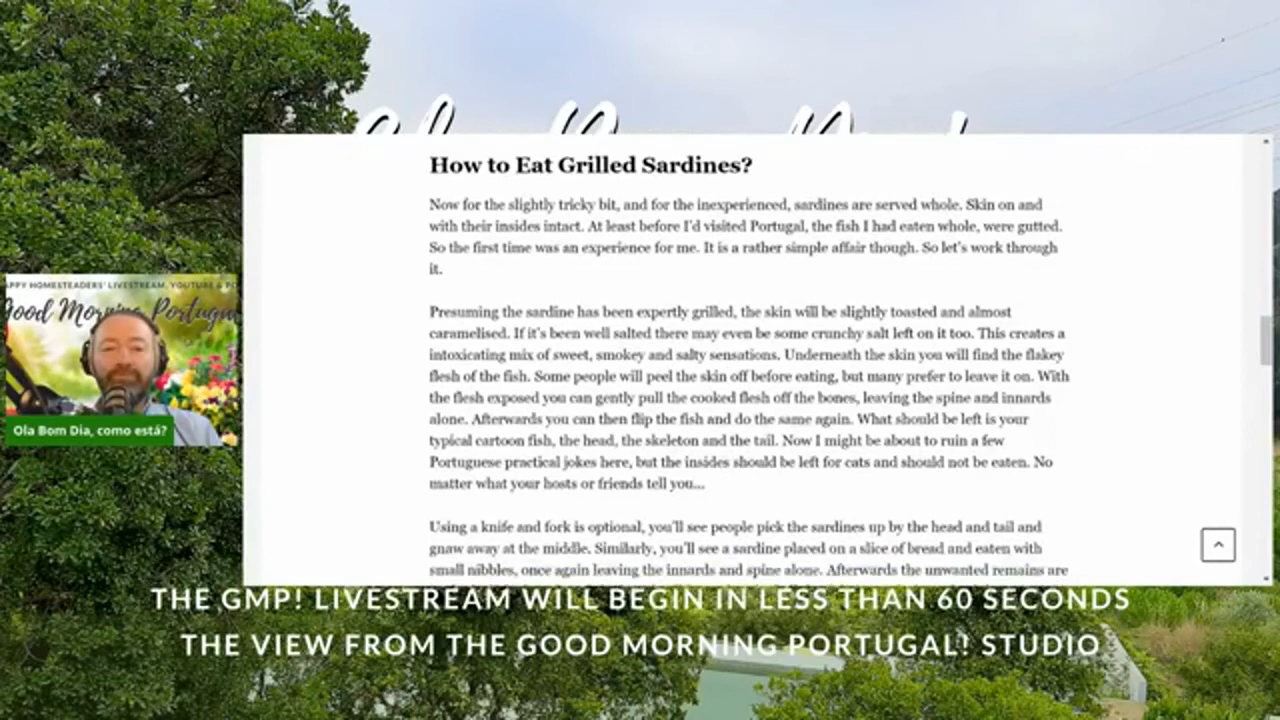 How to Eat Grilled Sardines?
Now for the slightly tricky bit, and for the inexperienced, sardines are served whole. Skin on and
with their insides intact. At least before I'd visited Portugal, the fish I had eaten whole, were gutted.
So the first time was an experience for me. It is a rather simple affair though. So let's work through
it.
Presuming the sardine has been expertly grilled, the skin will be slightly toasted and almost
caramelised. If it's been well salted there may even be some crunchy salt left on it too. This creates a
intoxicating mix of sweet, smokey and salty sensations. Underneath the skin you will find the flakey
flesh of the fish. Some people will peel the skin off before eating, but many prefer to leave it on. With
the flesh exposed you can gently pull the cooked flesh off the bones, leaving the spine and innards
alone. Afterwards you can then flip the fish and do the same again. What should be left is your
typical cartoon fish, the head, the skeleton and the tail. Now I might be about to ruin a few
Portuguese practical jokes here, but the insides should be left for cats and should not be eaten. No
matter what your hosts or friends tell you...
Using a knife and fork is optional, you'll see people pick the sardines up by the head and tail and
gnaw away at the middle. Similarly, you'll see a sardine placed on a slice of bread and eaten with
small nibbles, once again leaving the innards and spine alone. Afterwards the unwanted remains are
APPY HOMESTEADERS' LIVESTREAM, YOUTUBE & PO
Good Morning Portugal
Ola Bom Dia, como está?
THE GMP! LIVESTREAM WILL BEGIN IN LESS THAN 60 SECONDS
THE VIEW FROM THE GOOD MORNING PORTUGAL! STUDIO